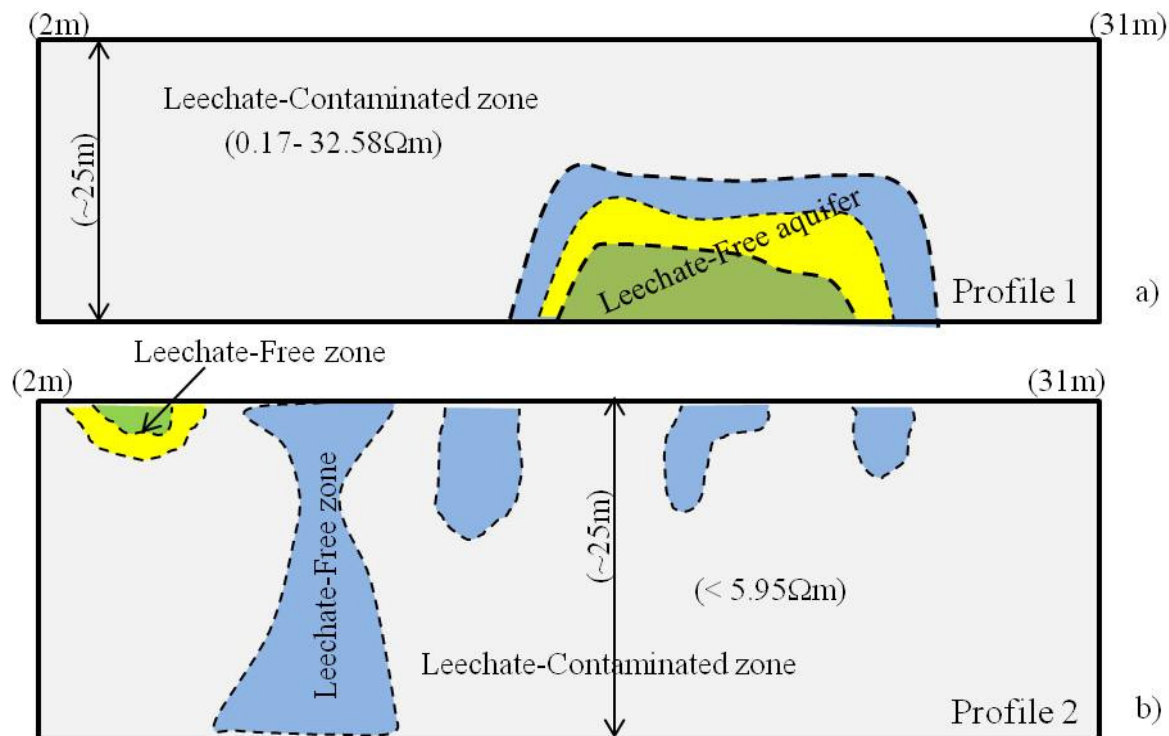 (2m)
(31m)
Leechate-Contaminated zone
(0.17- 32.58Ωm)
(~25m)
Leechate-Free aquifer
Profile 1
a)
Leechate-Free zone
(2m)
(31m)
Leechate-Free zone
(~25m)
(< 5.95Ωm)
Leechate-Contaminated zone
Profile 2
b)